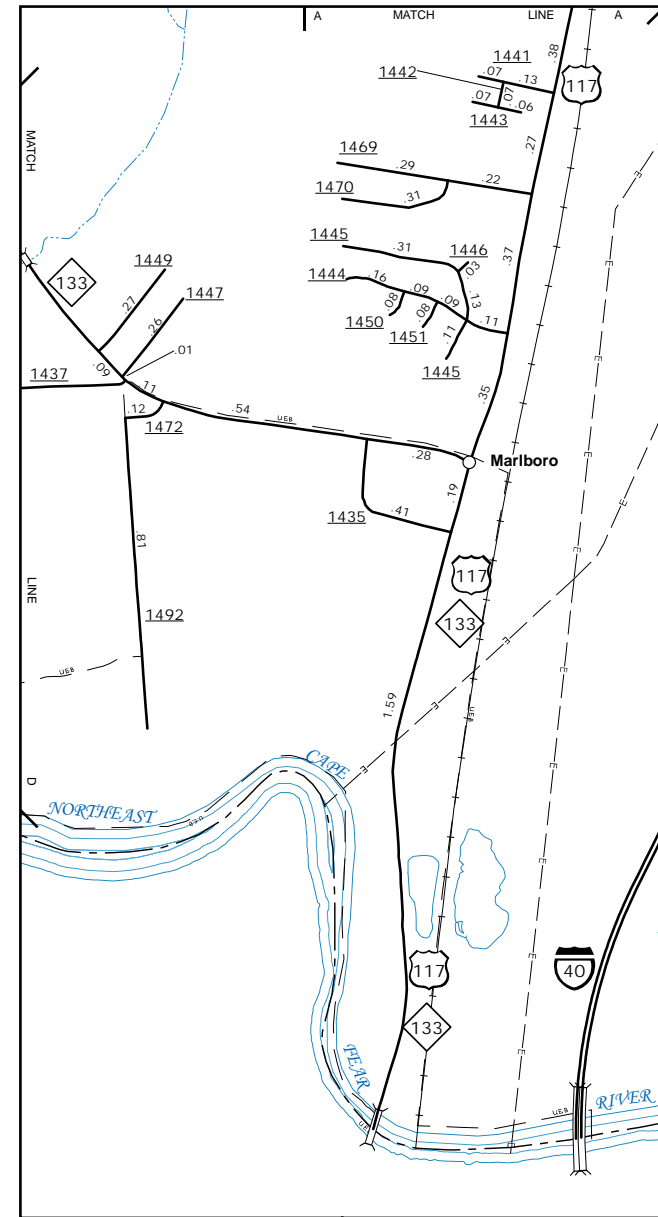 A MATCH LINE A
.38
1441
1442
.07 .13
117
.07
.07 .06
1443
.27
MATCH
1469
.29
.22
1470
.31
1445
.31
1446
.37
.03
1449
133
1444
.16 .09 .09 .13
1447
.27
.08
.08
.11
1450
1451
.11
.26
1445
.01
.09
1437
.11
.35
.12
.54
1472
.28
Marlboro
.19
1435
.41
.81
LINE
117
1492
133
1.59
CAPE
D
NORTHEAST
117
40
133
FEAR
RIVER
E
E
E
E
E
E
E
E
E
E
E